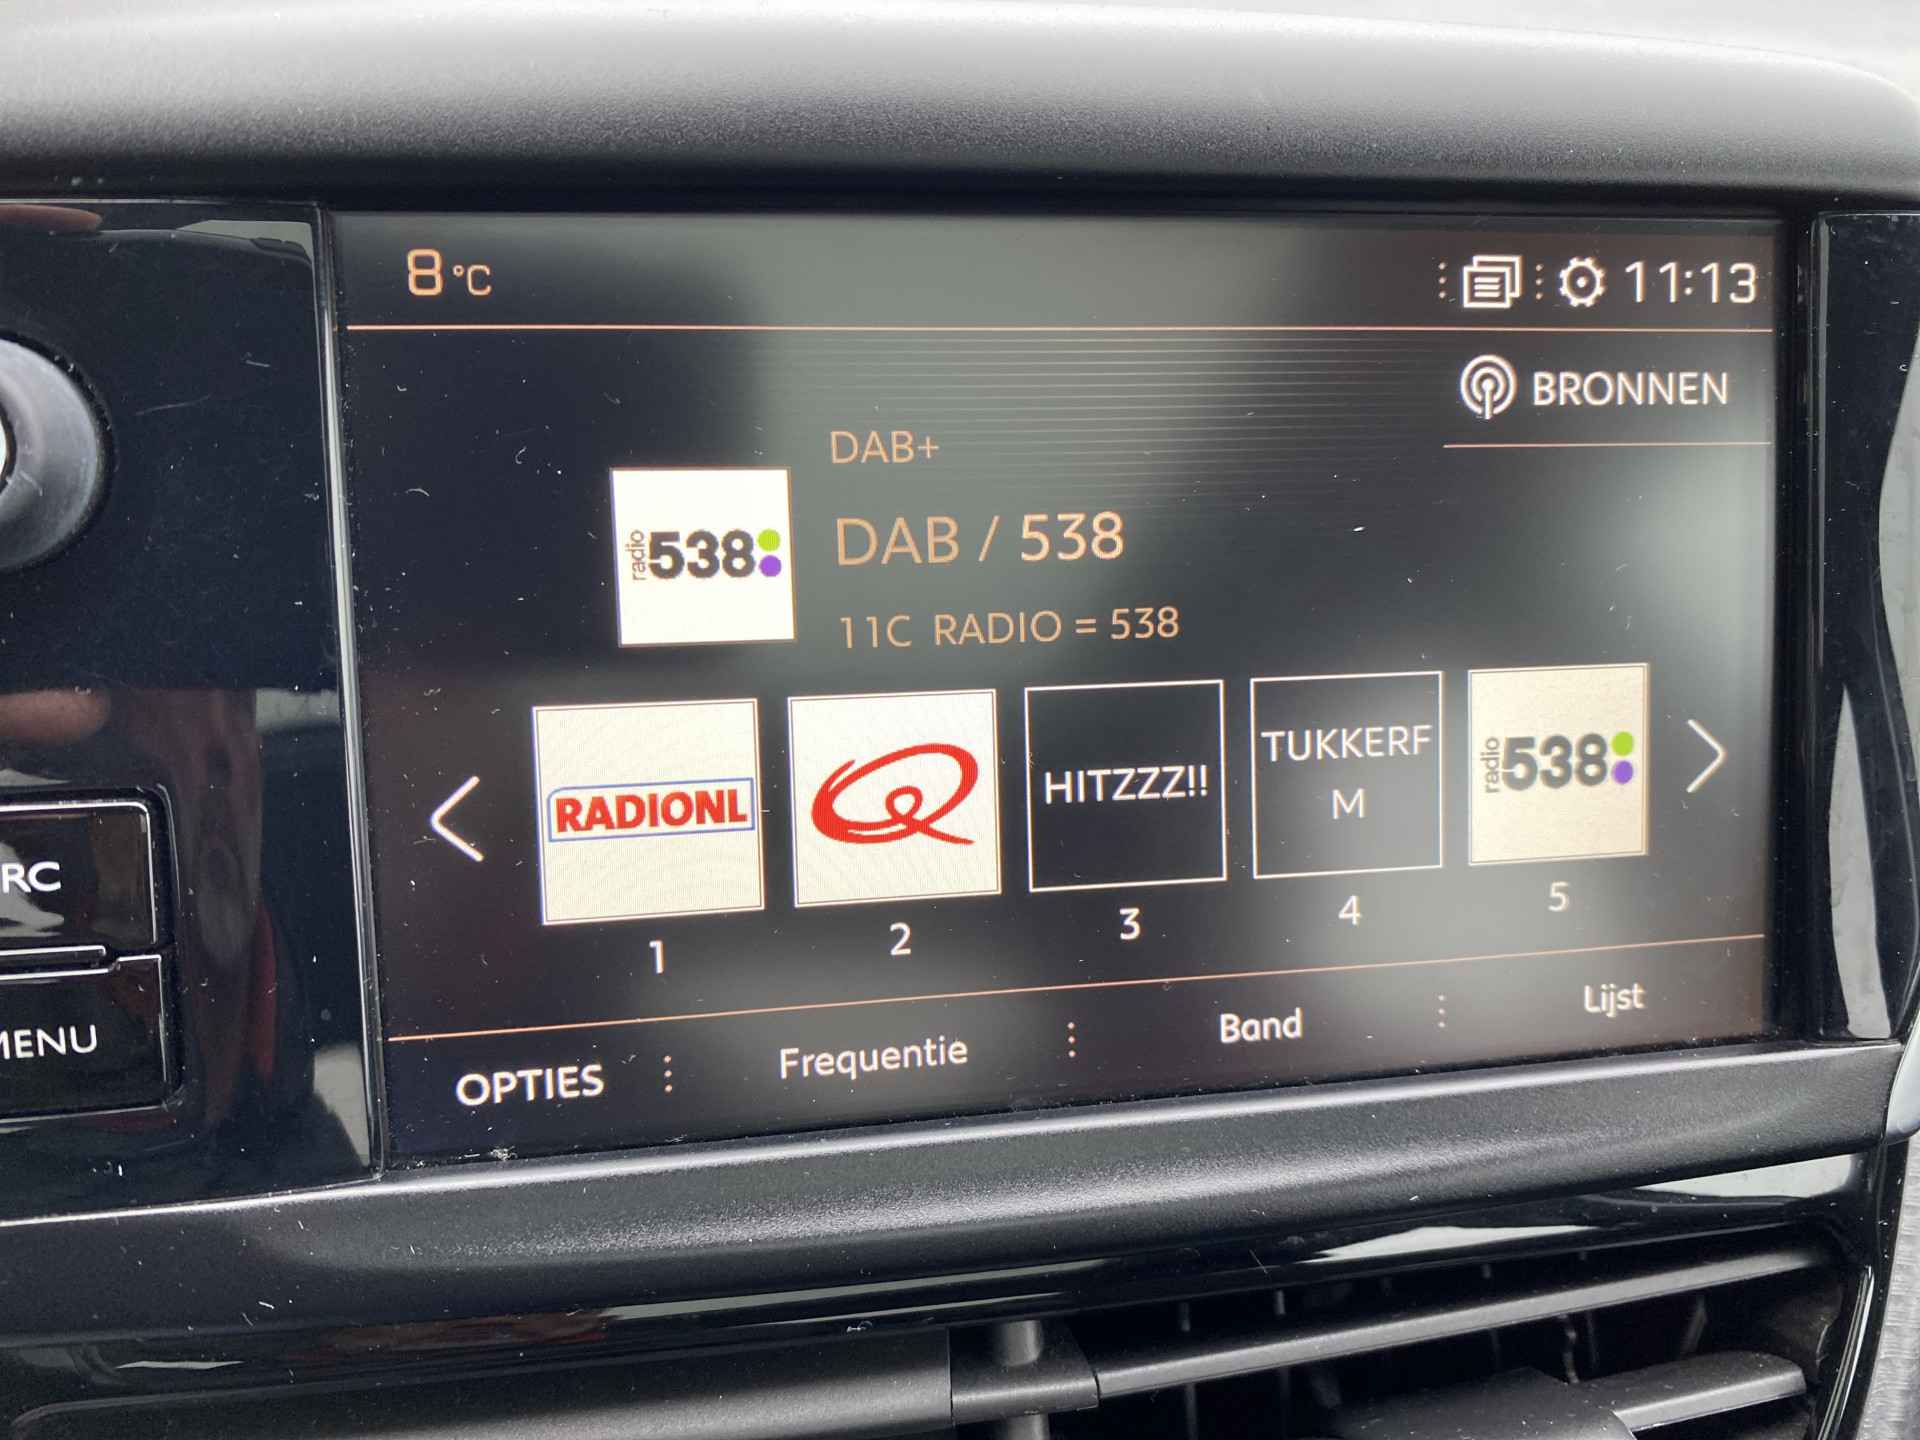 8 °C
11:13
BRONNEN
DAB+
radio 538
DAB / 538
11C RADIO = 538
RADIONL
Q
HITZZZ!!
TUKKERF
M
radio 538
1
2
3
4
5
RC
MENU
OPTIES
Frequentie
Band
Lijst